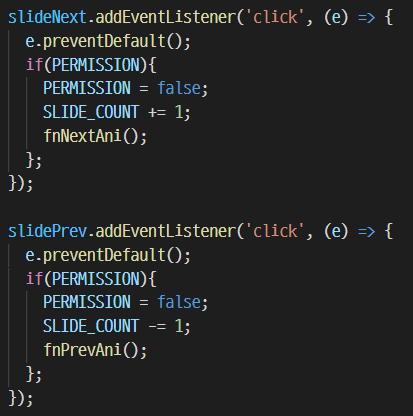 slideNext.addEventListener('click', (e) => {
  e.preventDefault();
  if(PERMISSION){
    PERMISSION = false;
    SLIDE_COUNT += 1;
    fnNextAni();
  };
});

slidePrev.addEventListener('click', (e) => {
  e.preventDefault();
  if(PERMISSION){
    PERMISSION = false;
    SLIDE_COUNT -= 1;
    fnPrevAni();
  };
});